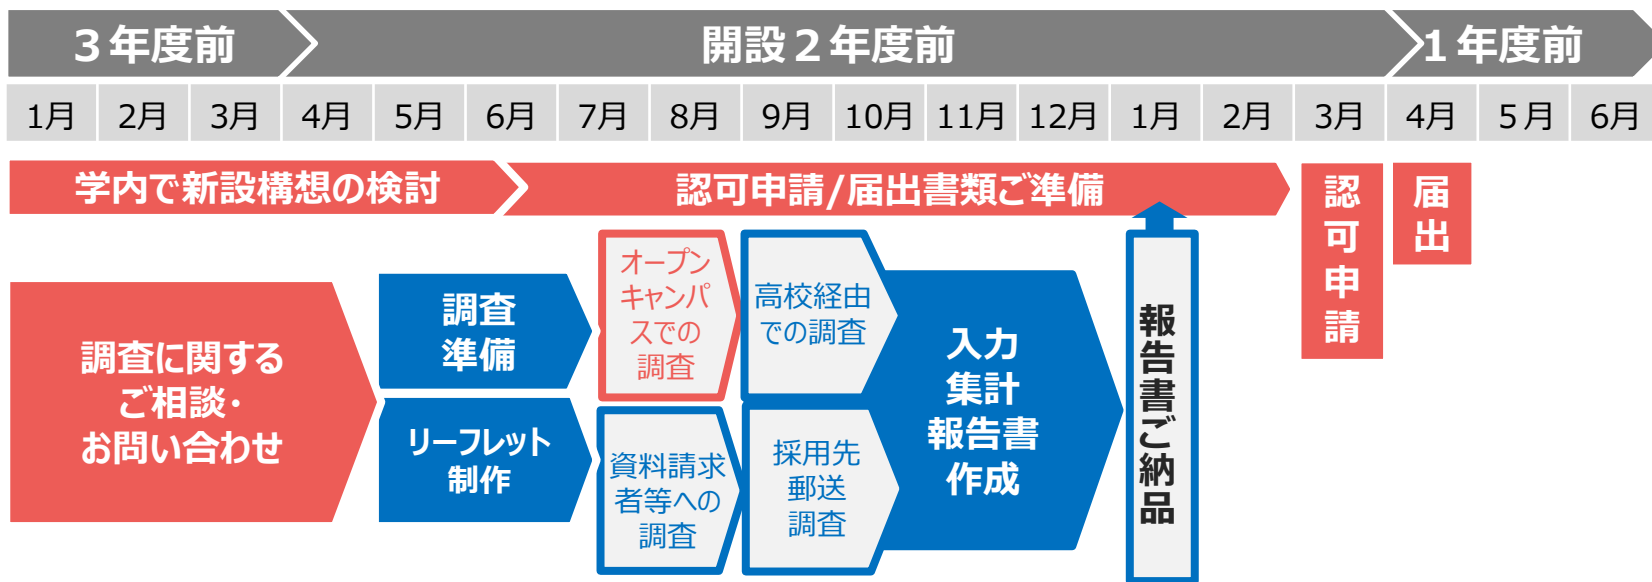 ３年度前
開設２年度前
１年度前
1月
2月
3月
4月
5月
6月
7月
8月
9月
10月
11月
12月
1月
2月
3月
4月
５月
6月
学内で新設構想の検討
認可申請/届出書類ご準備
認可申請
届出
調査に関する
ご相談・
お問い合わせ
調査
準備
リーフレット
制作
オープン
キャンパ
スでの
調査
資料請求
者等への
調査
高校経由
での調査
採用先
郵送
調査
入力
集計
報告書
作成
報告書ご納品